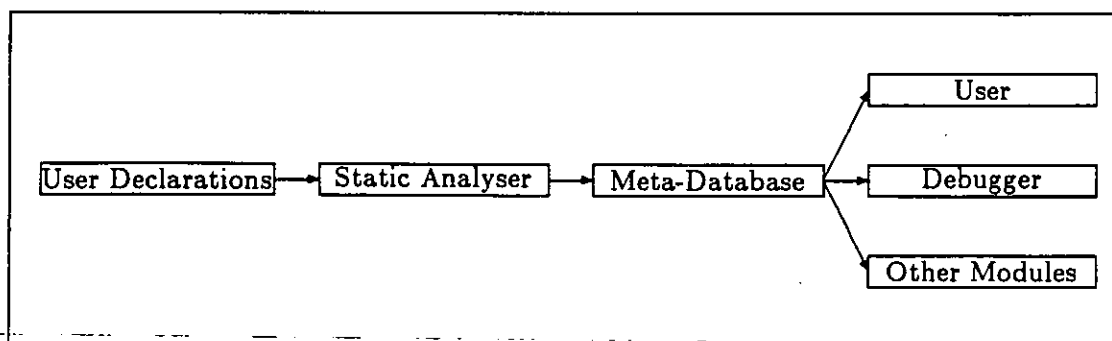 User
User Declarations
Static Analyser
Meta-Database
Debugger
Other Modules